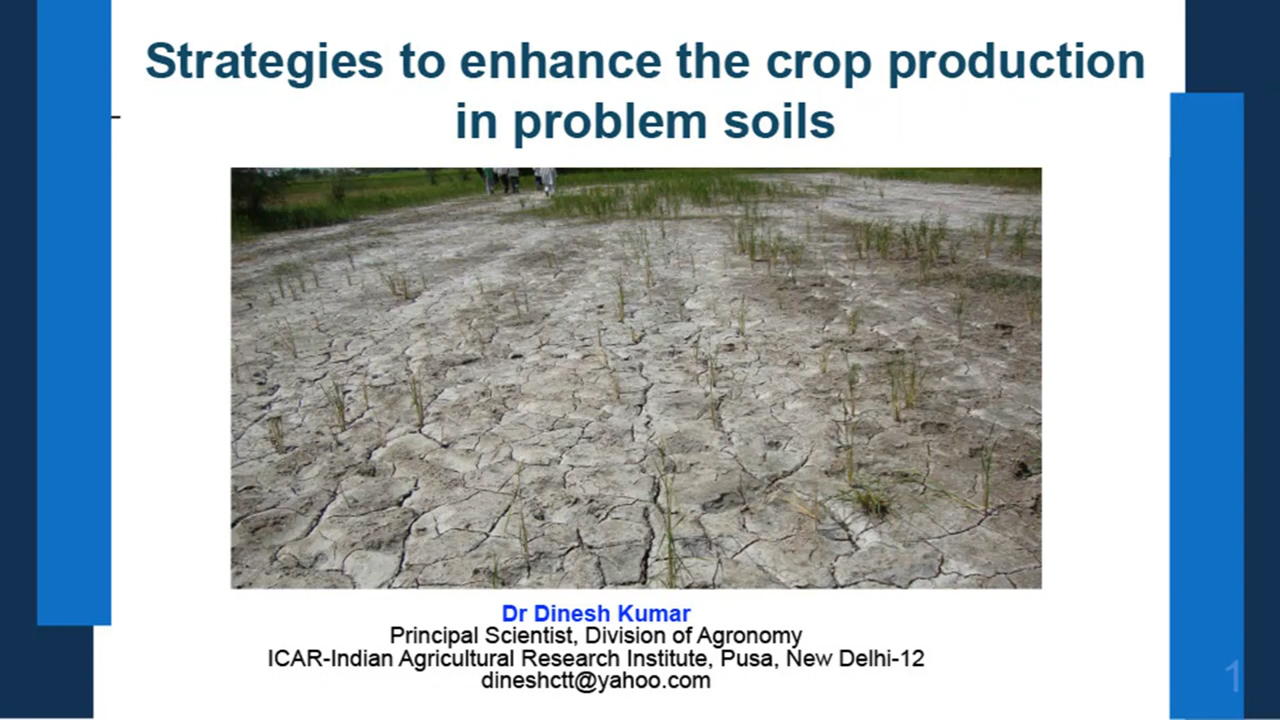 Strategies to enhance the crop production
in problem soils
Dr Dinesh Kumar
Principal Scientist, Division of Agronomy
ICAR-Indian Agricultural Research Institute, Pusa, New Delhi-12
dineshctt@yahoo.com
1